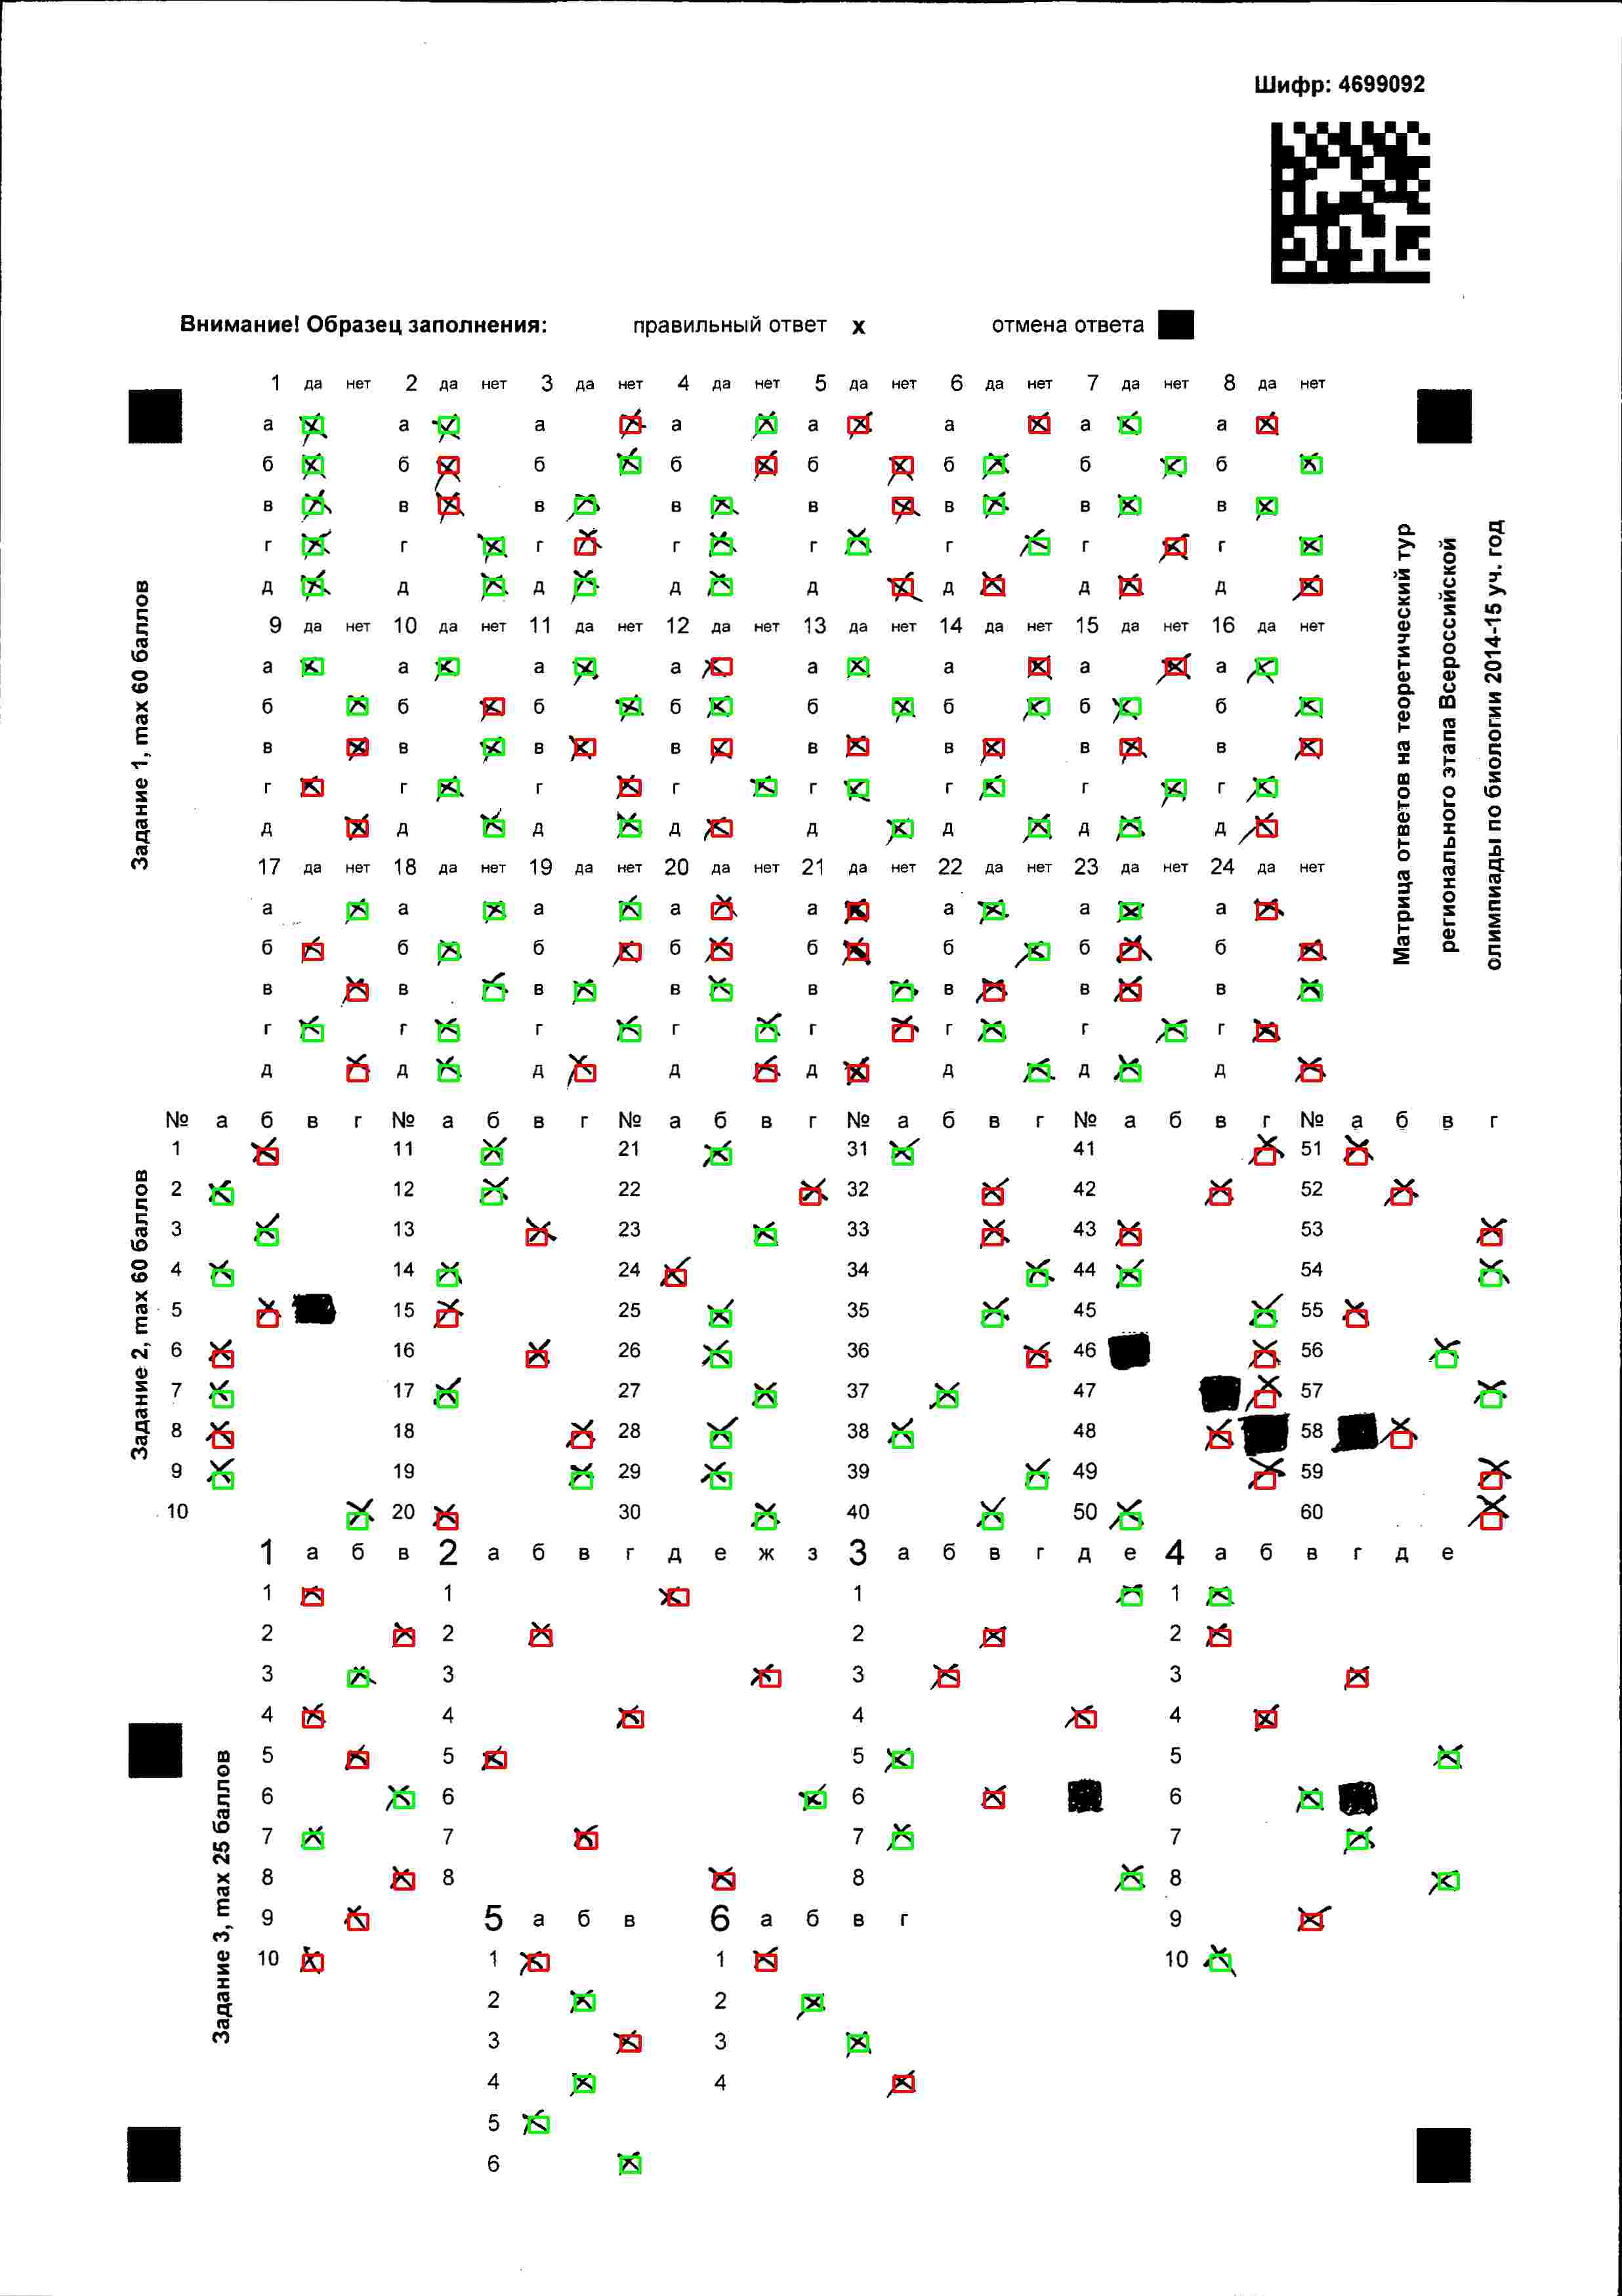 Шифр: 4699092
Внимание! Образец заполнения: правильный ответ х отмена ответа
1 да нет 2 да нет 3 да нет 4 да нет 5 да нет 6 да нет 7 да нет 8 да нет
а а а а а а а а
б б б б б б б б
в в в в в в в в
г г г г г г г г
д д д д д д д д
9 да нет 10 да нет 11 да нет 12 да нет 13 да нет 14 да нет 15 да нет 16 да нет
а а а а а а а а
б б б б б б б б
в в в в в в в в
г г г г г г г г
д д д д д д д д
17 да нет 18 да нет 19 да нет 20 да нет 21 да нет 22 да нет 23 да нет 24 да нет
а а а а а а а а
б б б б б б б б
в в в в в в в в
г г г г г г г г
д д д д д д д д
Задание 1, max 60 баллов
Матрица ответов на теоретический тур
регионального этапа Всероссийской
олимпиады по биологии 2014-15 уч. год
№ а б в г № а б в г № а б в г № а б в г № а б в г № а б в г
1 11 21 31 41 51
2 12 22 32 42 52
3 13 23 33 43 53
4 14 24 34 44 54
5 15 25 35 45 55
6 16 26 36 46 56
7 17 27 37 47 57
8 18 28 38 48 58
9 19 29 39 49 59
10 20 30 40 50 60
Задание 2, max 60 баллов
1 а б в 2 а б в г д е ж з 3 а б в г д е 4 а б в г д е
1 1 1 1
2 2 2 2
3 3 3 3
4 4 4 4
5 5 5 5
6 6 6 6
7 7 7 7
8 8 8 8
9 5 а б в 6 а б в г 9
10 1 1 10
2 2
3 3
4 4
5
6
Задание 3, max 25 баллов